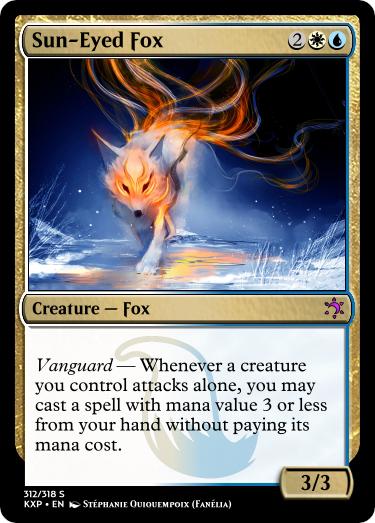 Sun-Eyed Fox 2
Creature — Fox
Vanguard — Whenever a creature
you control attacks alone, you may
cast a spell with mana value 3 or less
from your hand without paying its
mana cost.
3/3
312/318 S
KXP • EN Stéphanie Ouiouempoix (Fanélia)